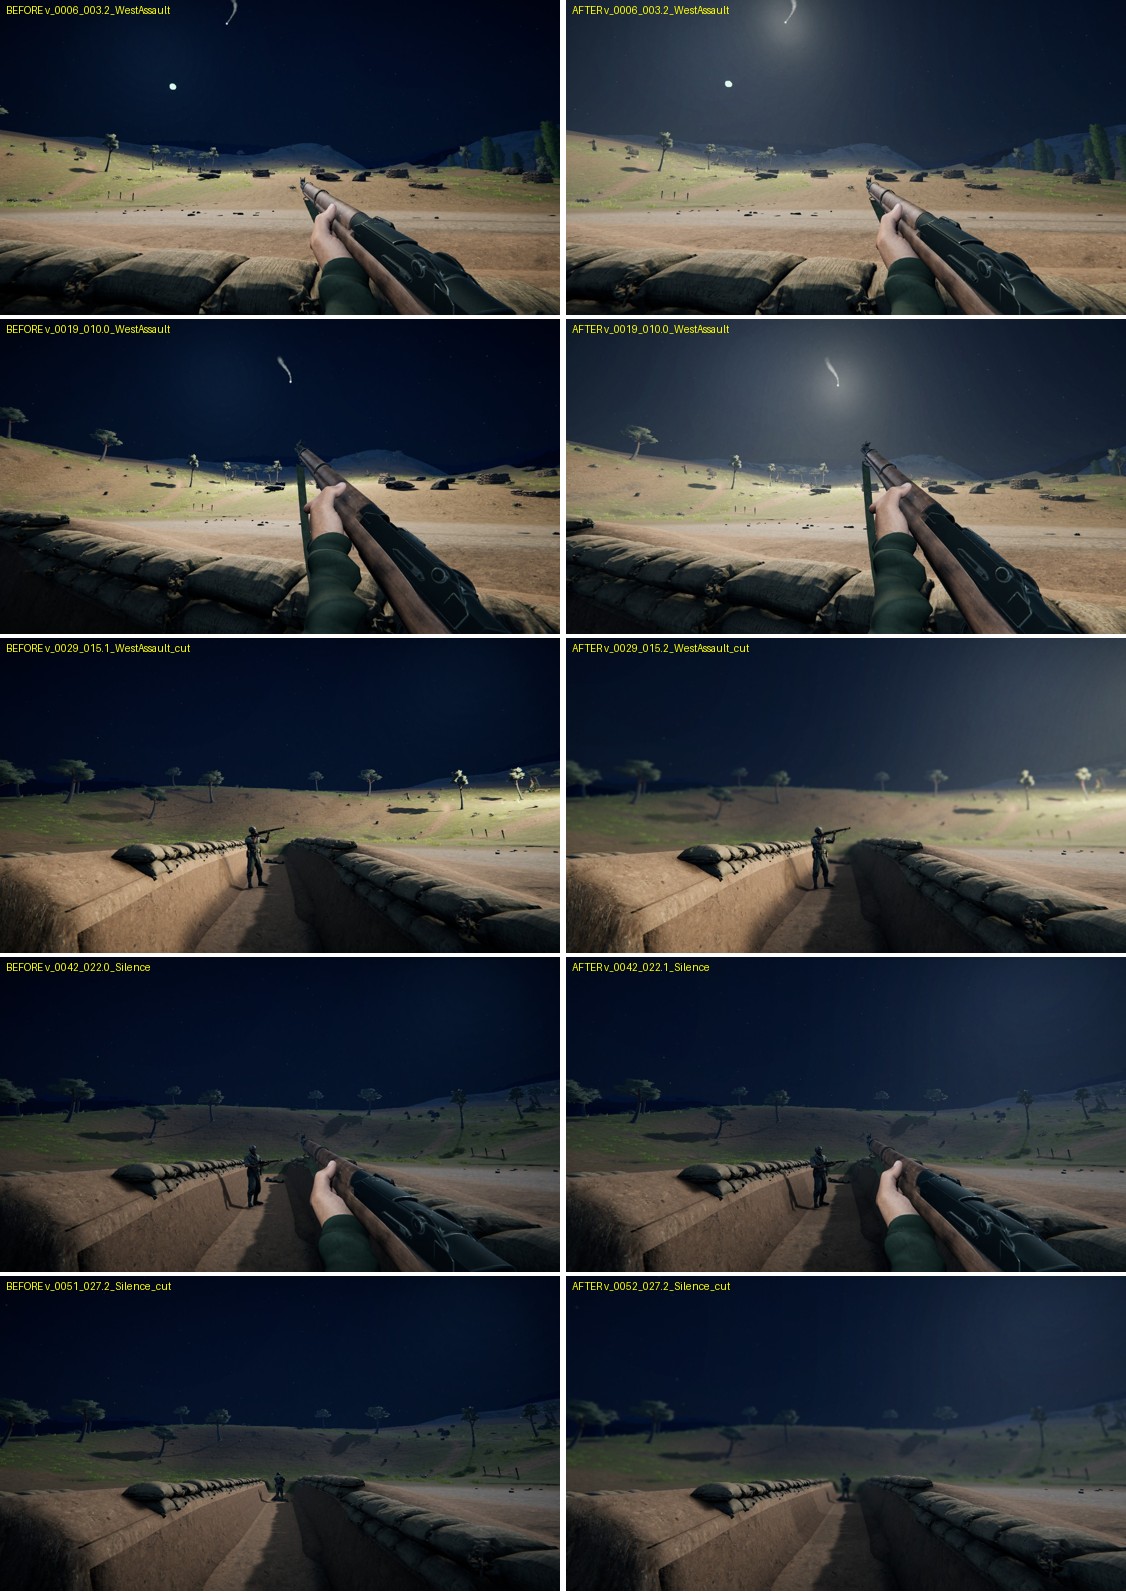 BEFORE v_0006_003.2_WestAssault
AFTER v_0006_003.2_WestAssault
BEFORE v_0019_010.0_WestAssault
AFTER v_0019_010.0_WestAssault
BEFORE v_0029_015.1_WestAssault_cut
AFTER v_0029_015.2_WestAssault_cut
BEFORE v_0042_022.0_Silence
AFTER v_0042_022.1_Silence
BEFORE v_0051_027.2_Silence_cut
AFTER v_0052_027.2_Silence_cut